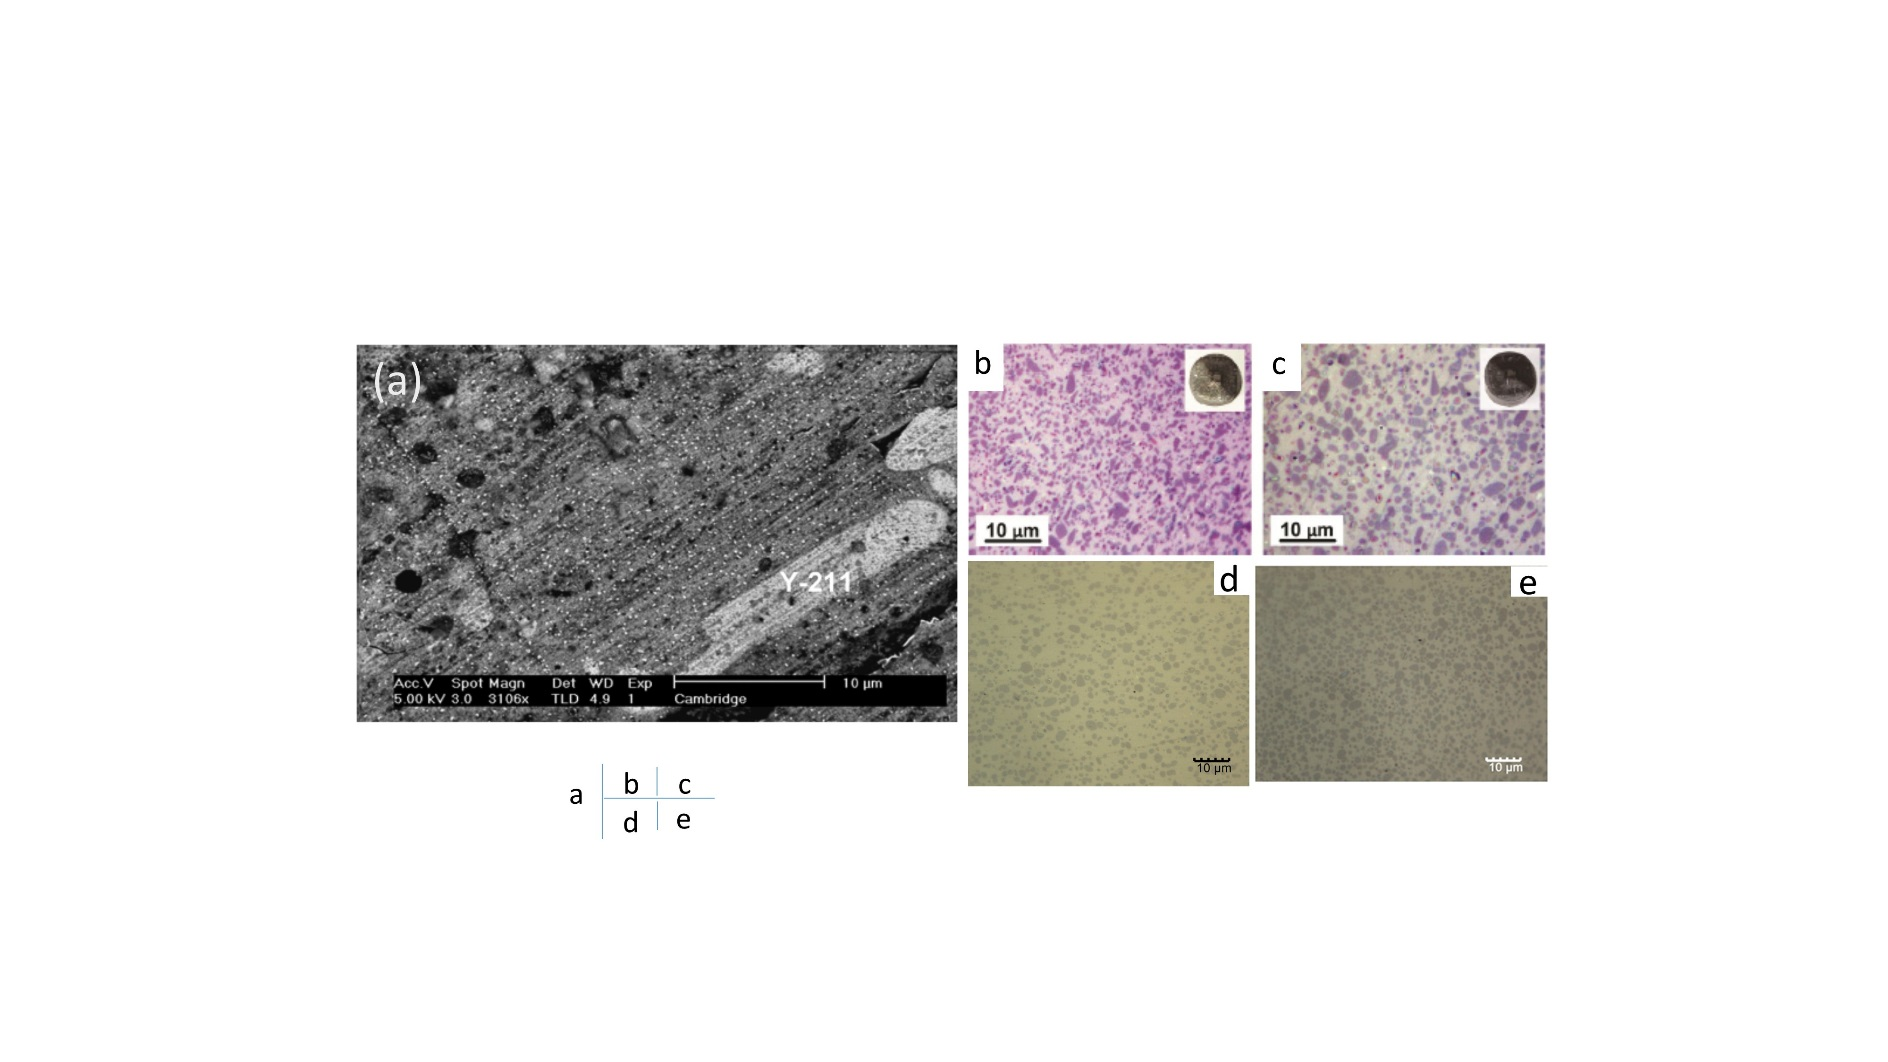 (a)
Y-211
Acc.V Spot Magn Det WD Exp
10 µm
5.00 kV 3.0 3106x TLD 4.9 1 Cambridge
b
10 µm
c
10 µm
d
10 µm
e
10 µm
a
b c
d e